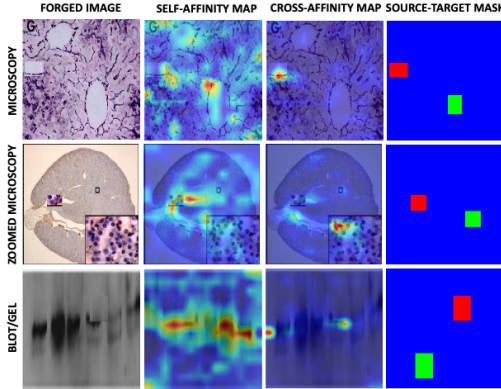 FORGED IMAGE SELF-AFFINITY MAP CROSS-AFFINITY MAP SOURCE-TARGET MASK
MICROSCOPY
G
ZOOMED MICROSCOPY
BLOT/GEL